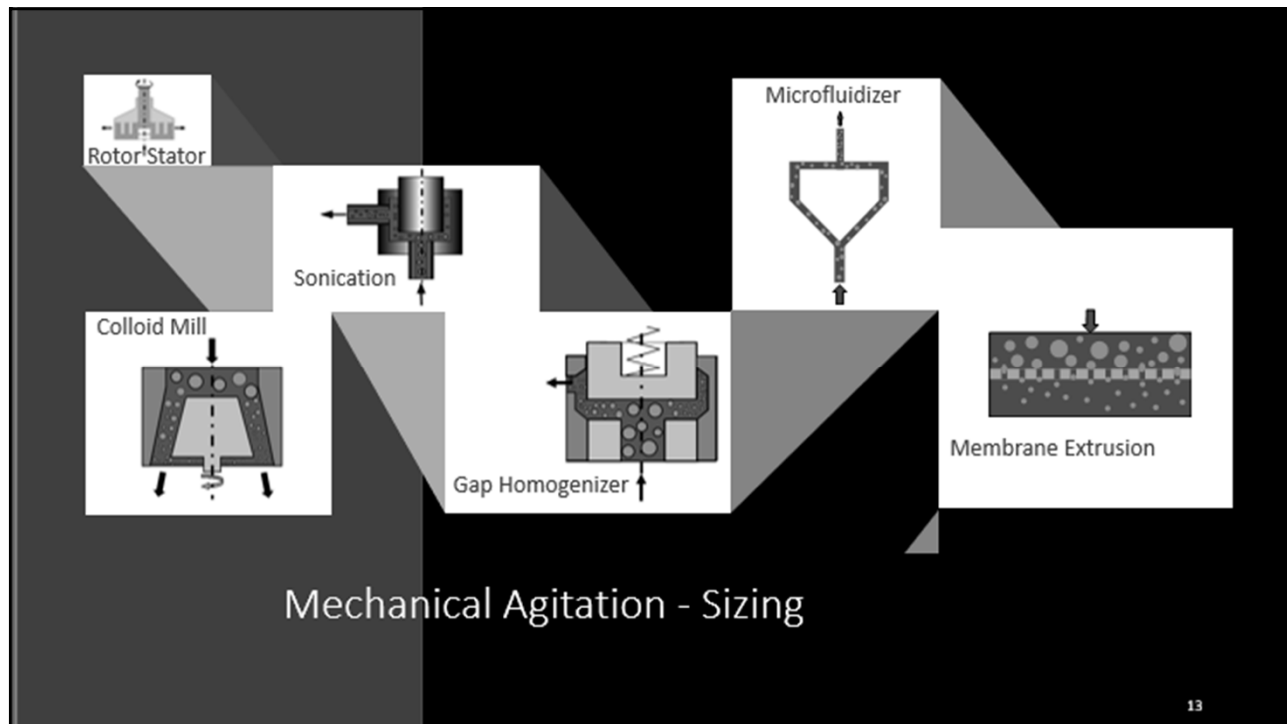 Rotor Stator
Microfluidizer
Sonication
Colloid Mill
Gap Homogenizer
Membrane Extrusion
Mechanical Agitation - Sizing
13